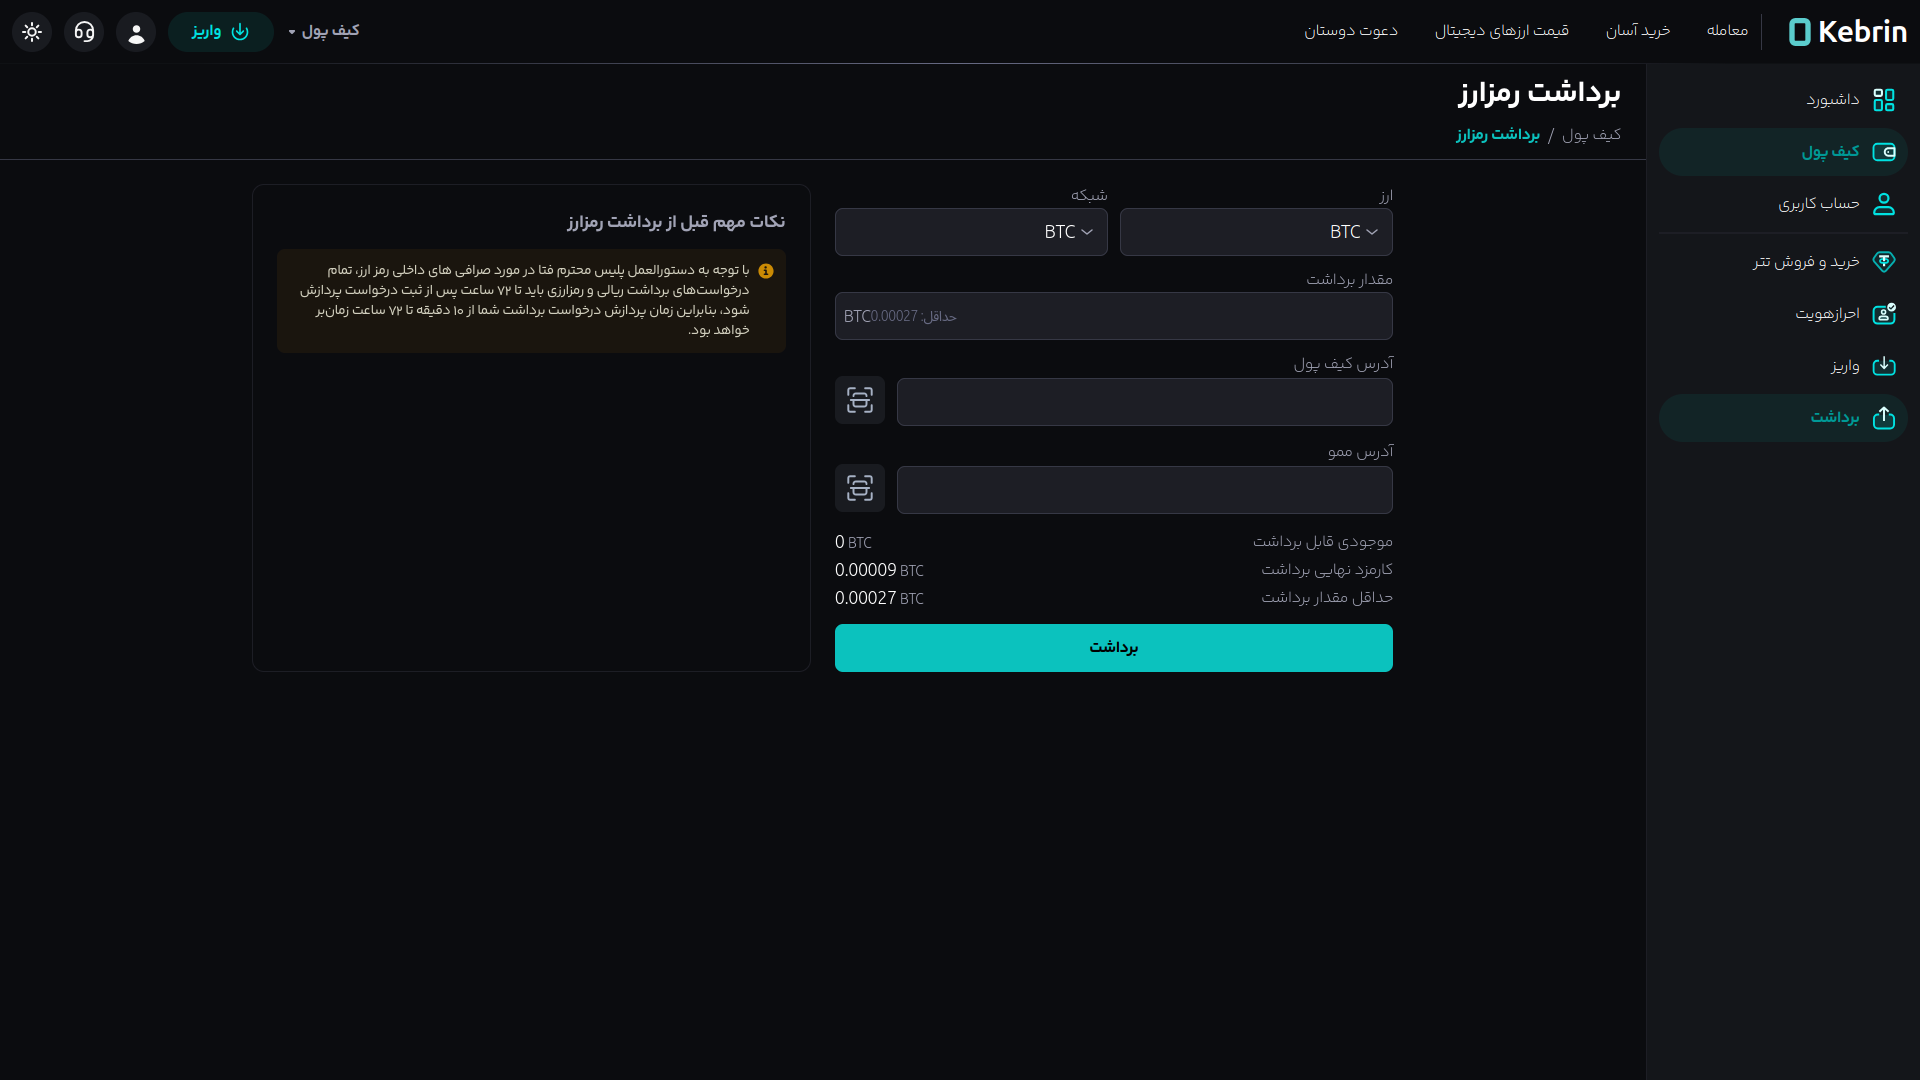 Kebrin
معامله
خرید آسان
قیمت ارزهای دیجیتال
دعوت دوستان
کیف پول
واریز
داشبورد
کیف پول
حساب کاربری
خرید و فروش تتر
احرازهویت
واریز
برداشت
برداشت رمزارز
کیف پول / برداشت رمزارز
ارز
BTC
شبکه
BTC
مقدار برداشت
حداقل: 0.00027 BTC
آدرس کیف پول
آدرس ممو
موجودی قابل برداشت 0 BTC
کارمزد نهایی برداشت 0.00009 BTC
حداقل مقدار برداشت 0.00027 BTC
برداشت
نکات مهم قبل از برداشت رمزارز
با توجه به دستورالعمل پلیس محترم فتا در مورد صرافی های داخلی رمز ارز، تمام
درخواست‌های برداشت ریالی و رمزارزی باید تا ۷۲ ساعت پس از ثبت درخواست پردازش
شود، بنابراین زمان پردازش درخواست برداشت شما از ۱۰ دقیقه تا ۷۲ ساعت زمان‌بر
خواهد بود.